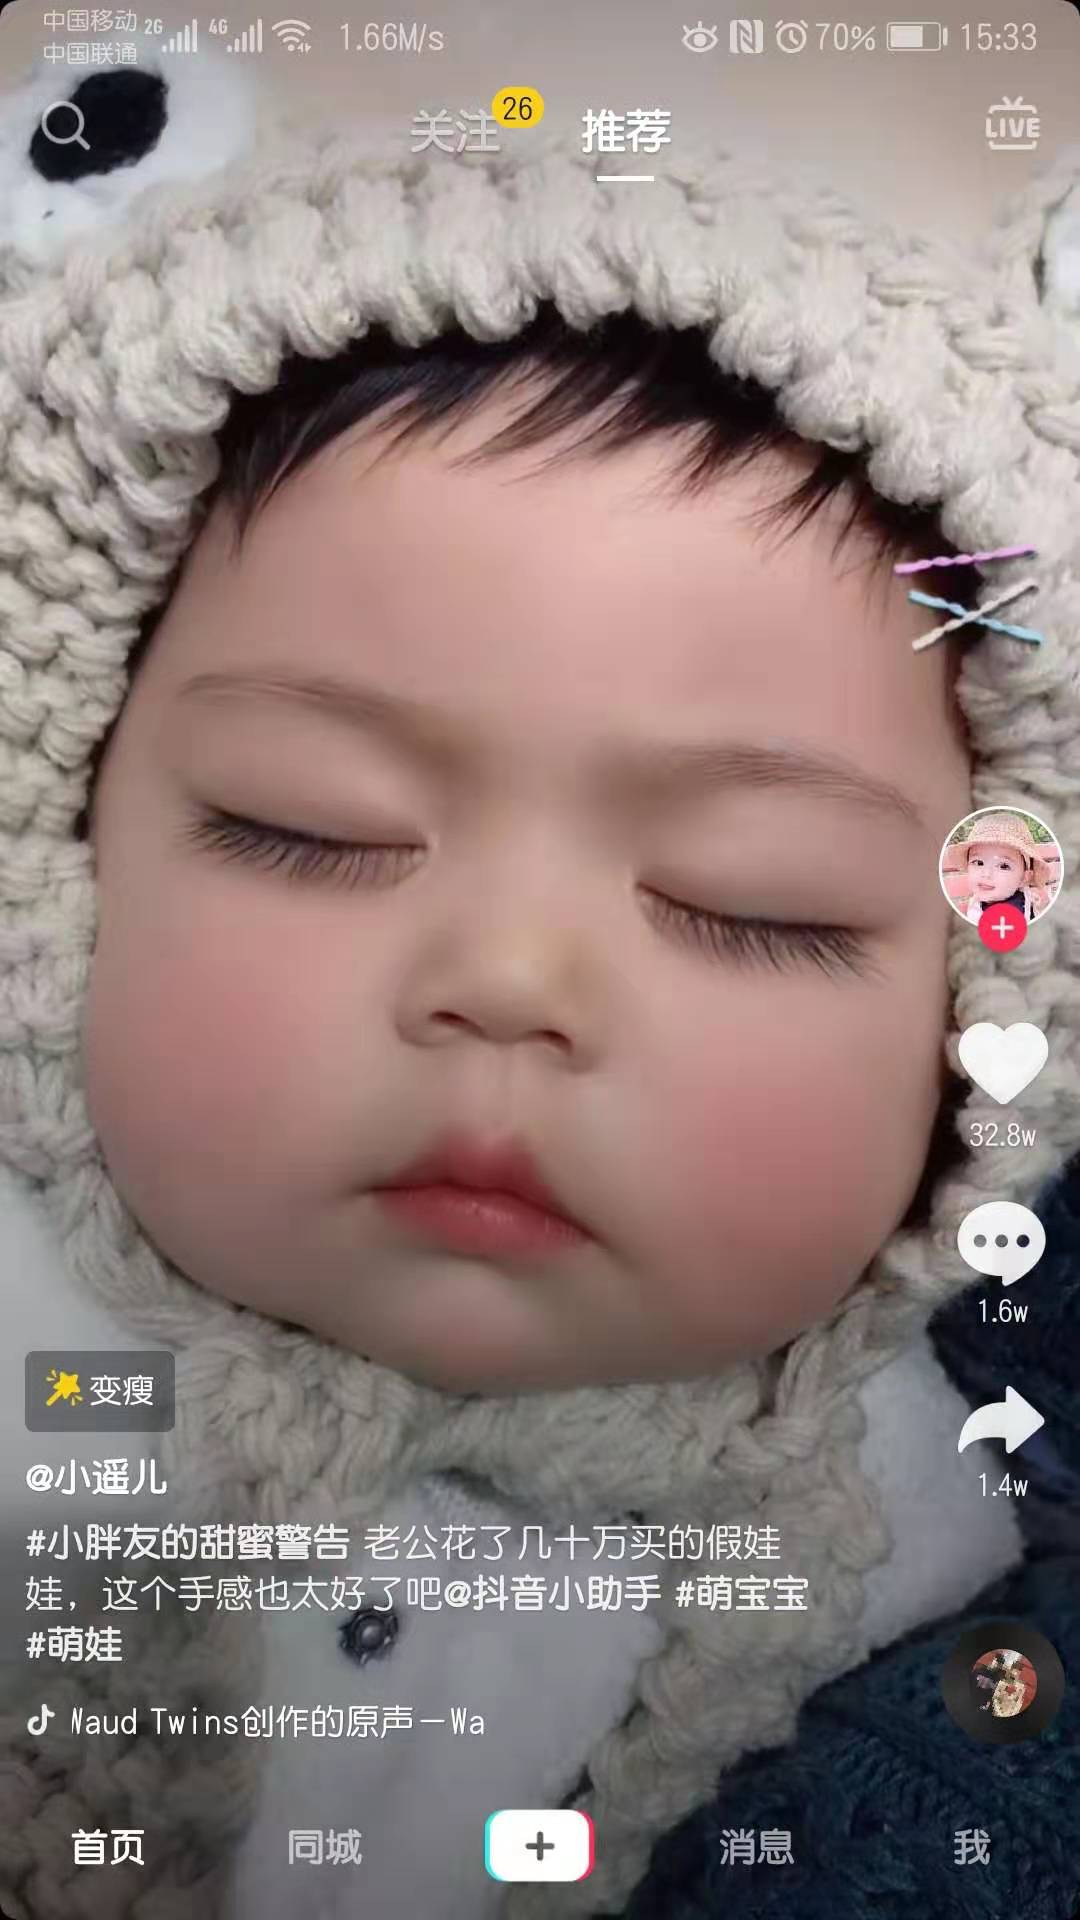 中国移动 2G 4G 1.66M/s 70% 15:33
中国联通
关注 26 推荐 LIVE
32.8w
1.6w
变瘦
@小遥儿
1.4w
#小胖友的甜蜜警告 老公花了几十万买的假娃
娃，这个手感也太好了吧@抖音小助手 #萌宝宝
#萌娃
Waud Twins创作的原声－Wa
首页 同城 消息 我